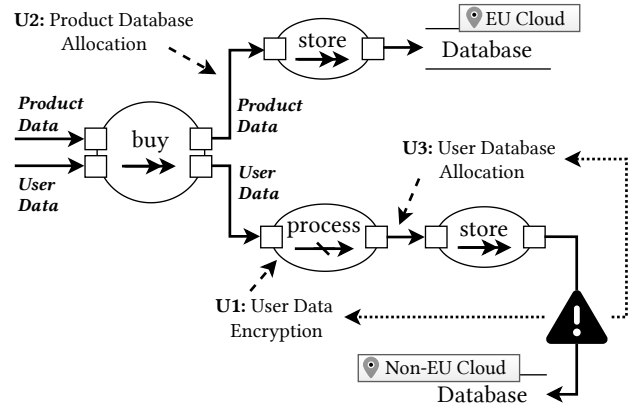 U2: Product Database
Allocation
store
EU Cloud
Database
Product
Data
buy
Product
Data
User
Data
User
Data
U3: User Database
Allocation
process
store
U1: User Data
Encryption
Non-EU Cloud
Database